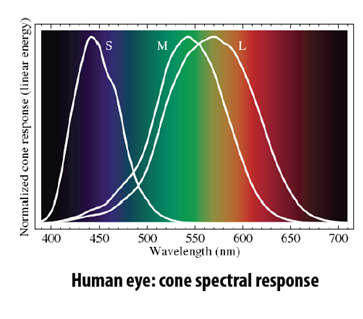 Normalized cone response (linear energy)
S M L
400 450 500 550 600 650 700
Wavelength (nm)
Human eye: cone spectral response